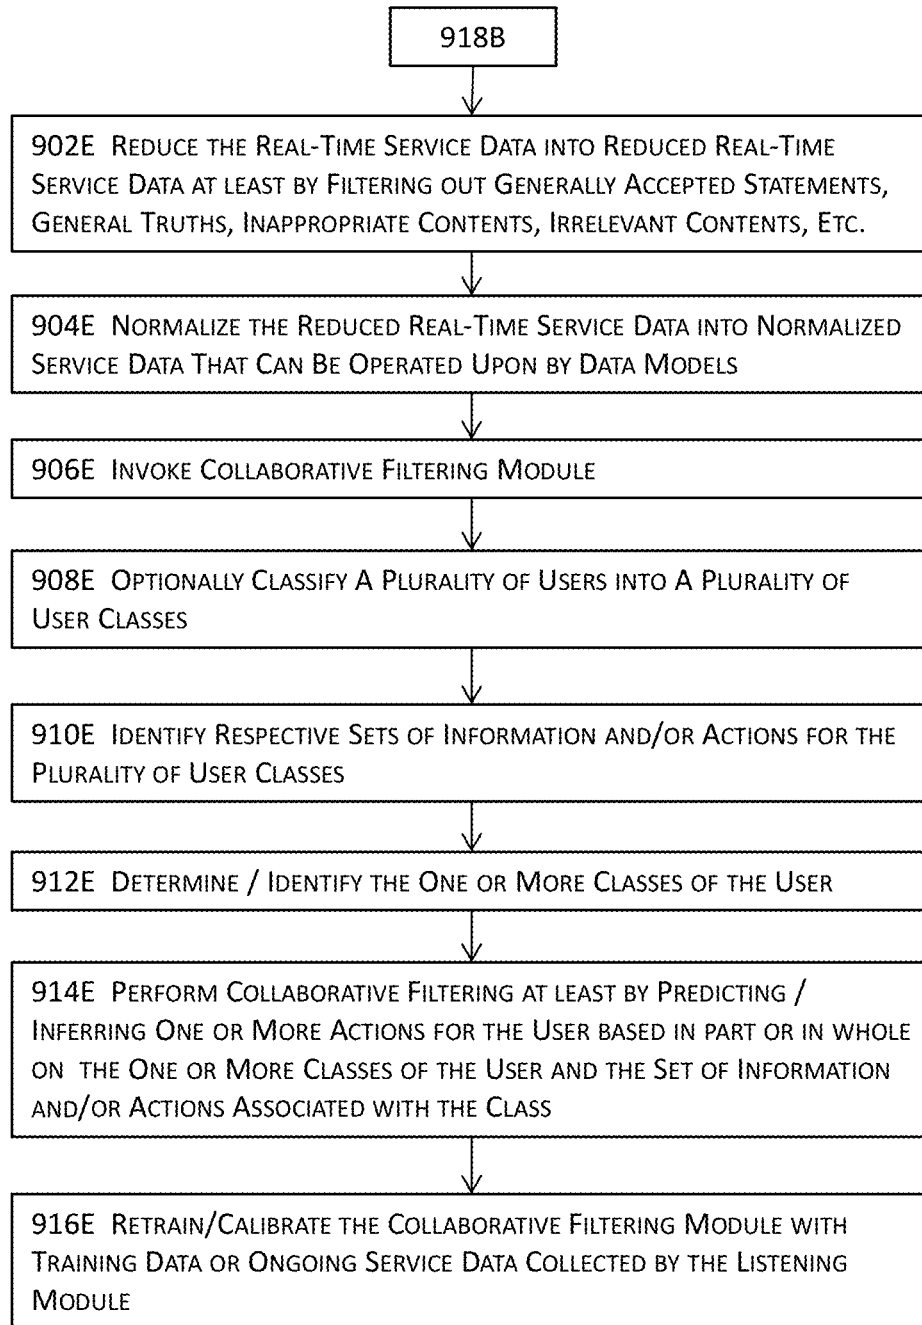 918B
902E Reduce the Real-Time Service Data into Reduced Real-Time
Service Data at least by Filtering out Generally Accepted Statements,
General Truths, Inappropriate Contents, Irrelevant Contents, Etc.
904E Normalize the Reduced Real-Time Service Data into Normalized
Service Data That Can Be Operated Upon by Data Models
906E Invoke Collaborative Filtering Module
908E Optionally Classify A Plurality of Users into A Plurality of
User Classes
910E Identify Respective Sets of Information and/or Actions for the
Plurality of User Classes
912E Determine / Identify the One or More Classes of the User
914E Perform Collaborative Filtering at least by Predicting /
Inferring One or More Actions for the User based in part or in whole
on the One or More Classes of the User and the Set of Information
and/or Actions Associated with the Class
916E Retrain/Calibrate the Collaborative Filtering Module with
Training Data or Ongoing Service Data Collected by the Listening
Module